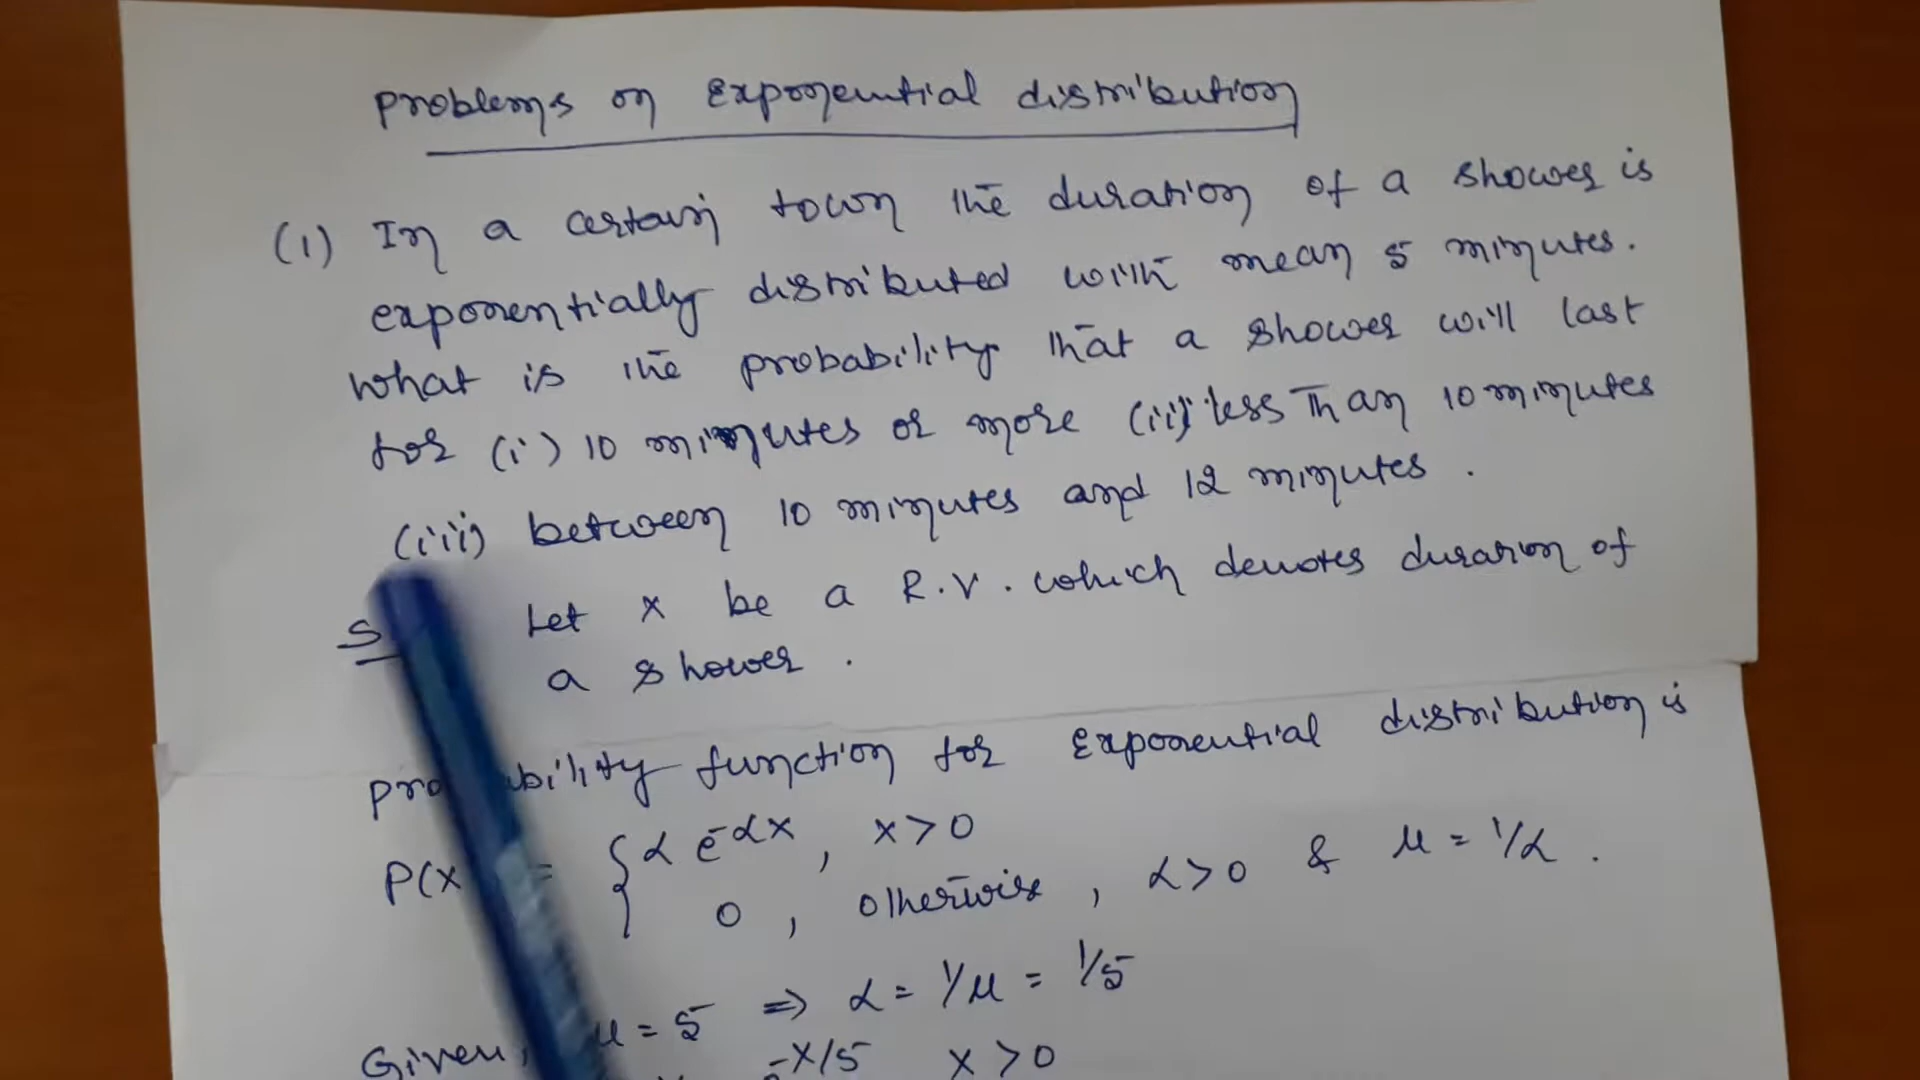 Problems on Exponential distribution
(1) In a certain town the duration of a shower is
exponentially distributed with mean 5 minutes.
what is the probability that a shower will last
for (i) 10 minutes or more (ii) less Than 10 minutes
(iii) between 10 minutes and 12 minutes .
S
Let x be a R.V. which denotes duration of
a shower .
pro bility function for Exponential distribution is
P(x = { α e^-αx , x>0
0 , otherwise , α>0 & μ = 1/α .
Given, μ = 5 ⇒ α = 1/μ = 1/5
e^-x/5 x >0